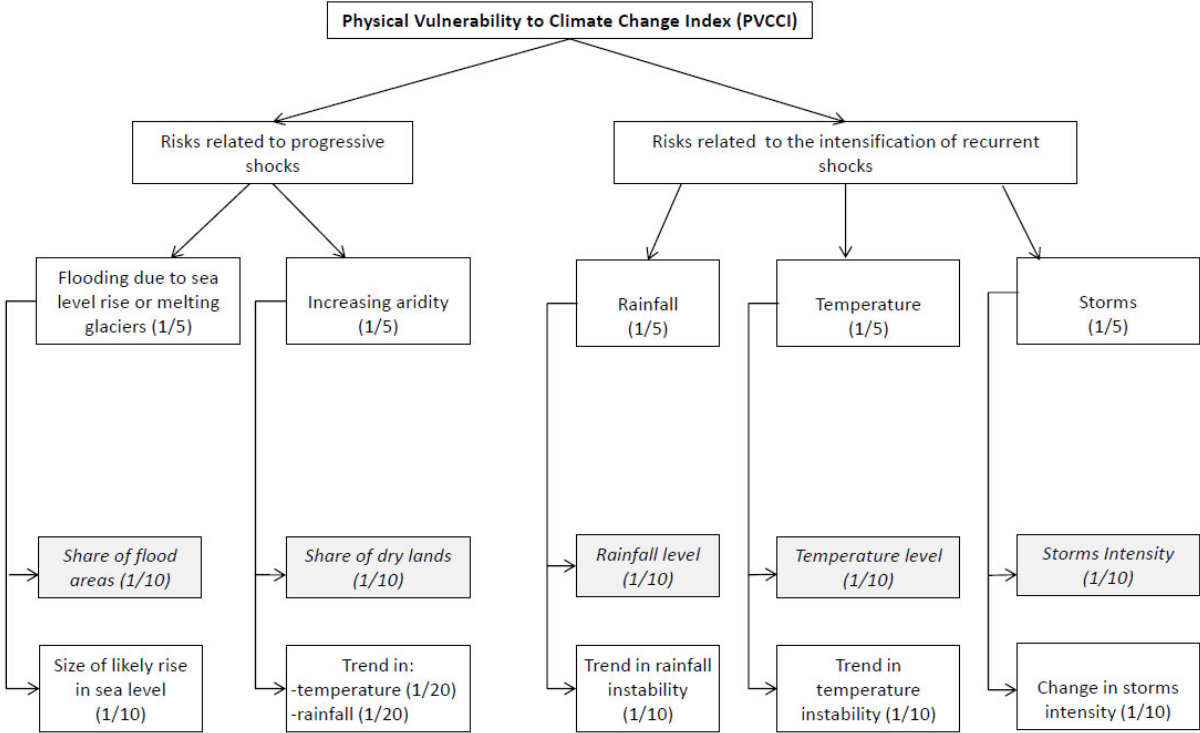 Physical Vulnerability to Climate Change Index (PVCCI)
Risks related to progressive
shocks
Risks related to the intensification of recurrent
shocks
Flooding due to sea
level rise or melting
glaciers (1/5)
Increasing aridity
(1/5)
Rainfall
(1/5)
Temperature
(1/5)
Storms
(1/5)
Share of flood
areas (1/10)
Share of dry lands
(1/10)
Rainfall level
(1/10)
Temperature level
(1/10)
Storms Intensity
(1/10)
Size of likely rise
in sea level
(1/10)
Trend in:
-temperature (1/20)
-rainfall (1/20)
Trend in rainfall
instability
(1/10)
Trend in
temperature
instability (1/10)
Change in storms
intensity (1/10)